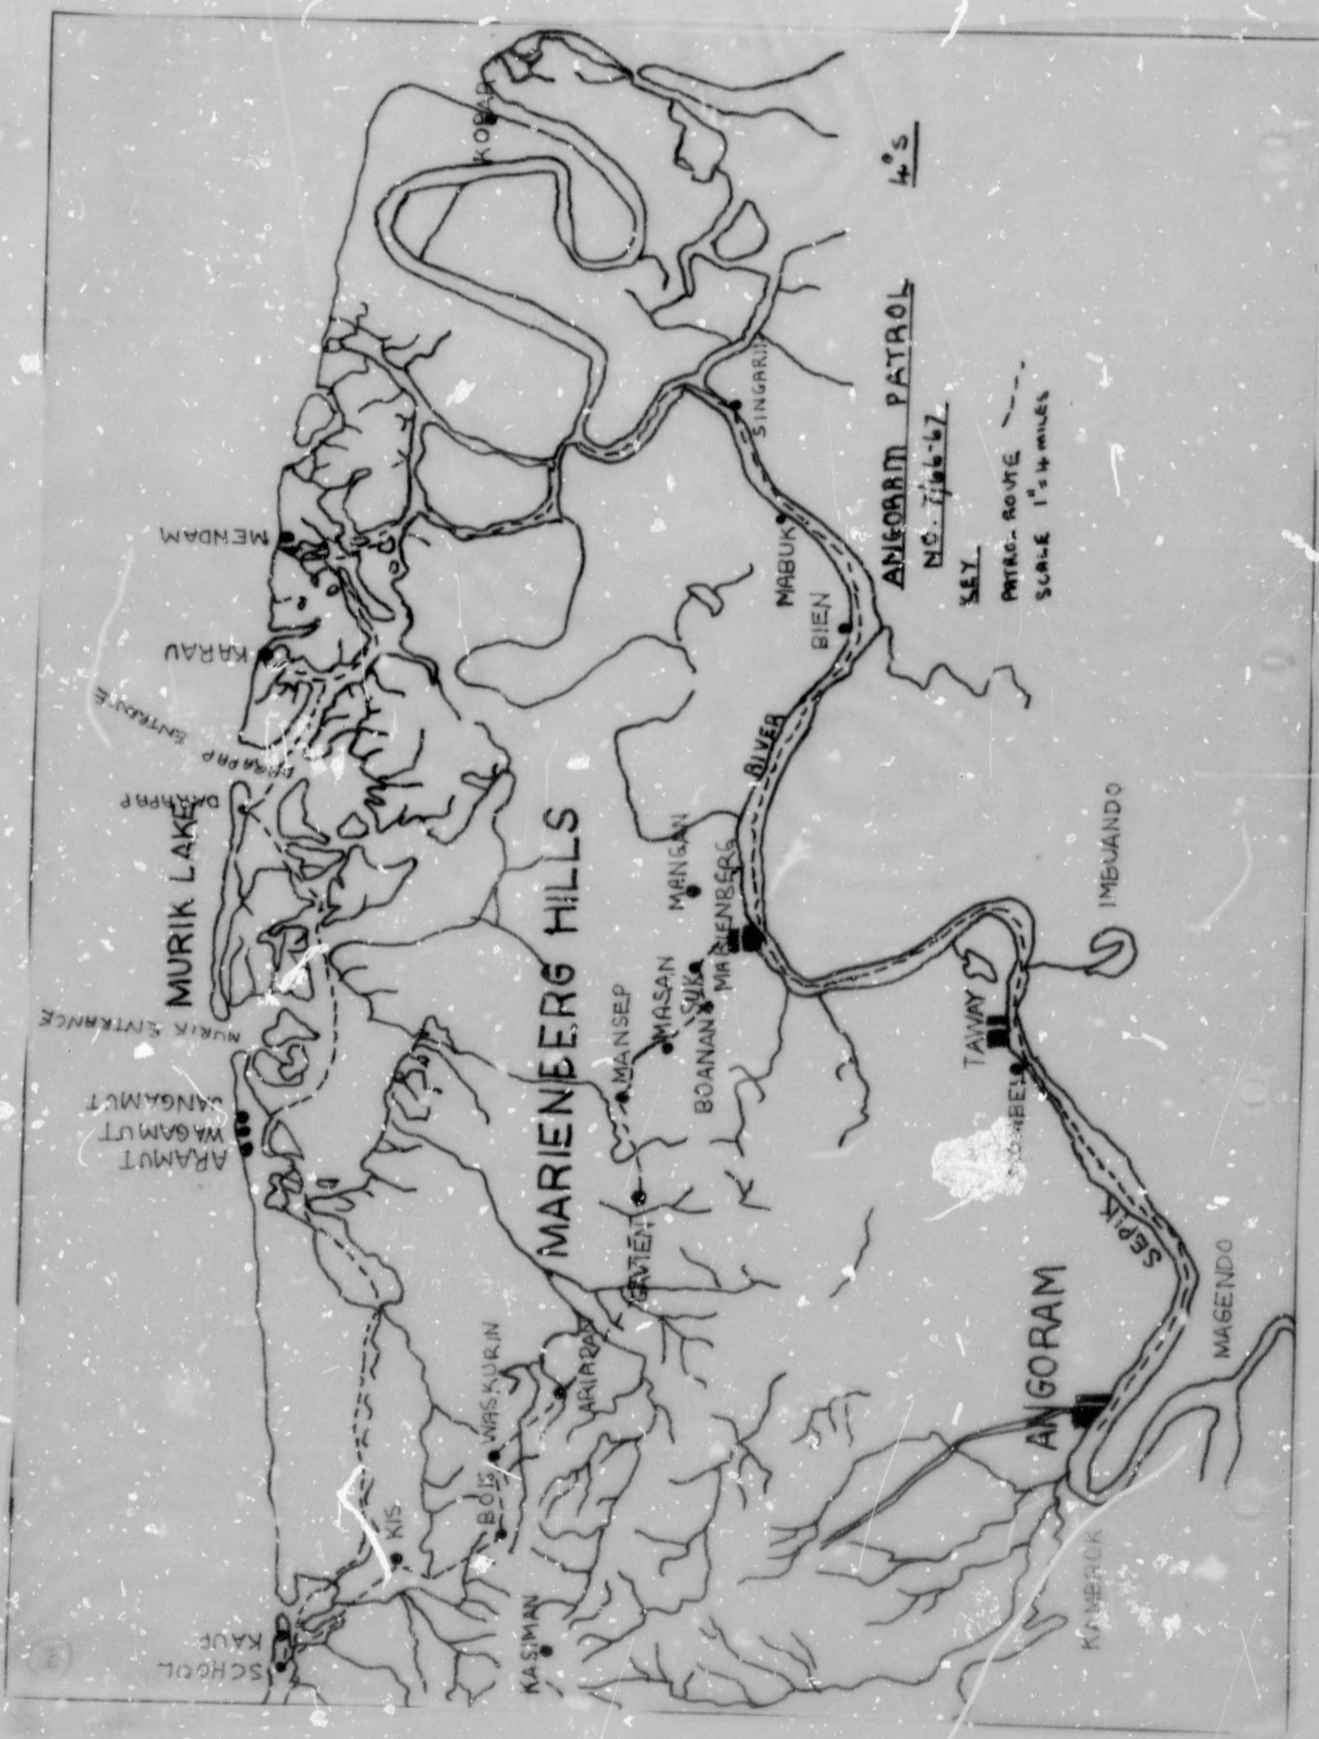 SCHOOL
KAUP
KIS
BOIG
WASKURIN
KASIMAN
ARIAPAN
ARAMUT
WAGAMUT
JANGAMUT
MURIK ENTRANCE
MURIK LAKE
DARAPAP
DARAPAP ENTRANCE
KARAU
MENDAM
KOPAR
MARIENBERG HILLS
GAVIEN
MANSEP
MASAN
SUK
BOANAM
MANGAN
MARIENBERG
RIVER
BIEN
MABUK
SINGARIN
ANGORAM
KAMBROK
MAGENDO
SEPIK
TAWAY
IMBUANDO
4°S
ANGORAM PATROL
NO. 7/66-67
KEY
PATROL ROUTE ----.
SCALE 1" = 4 MILES